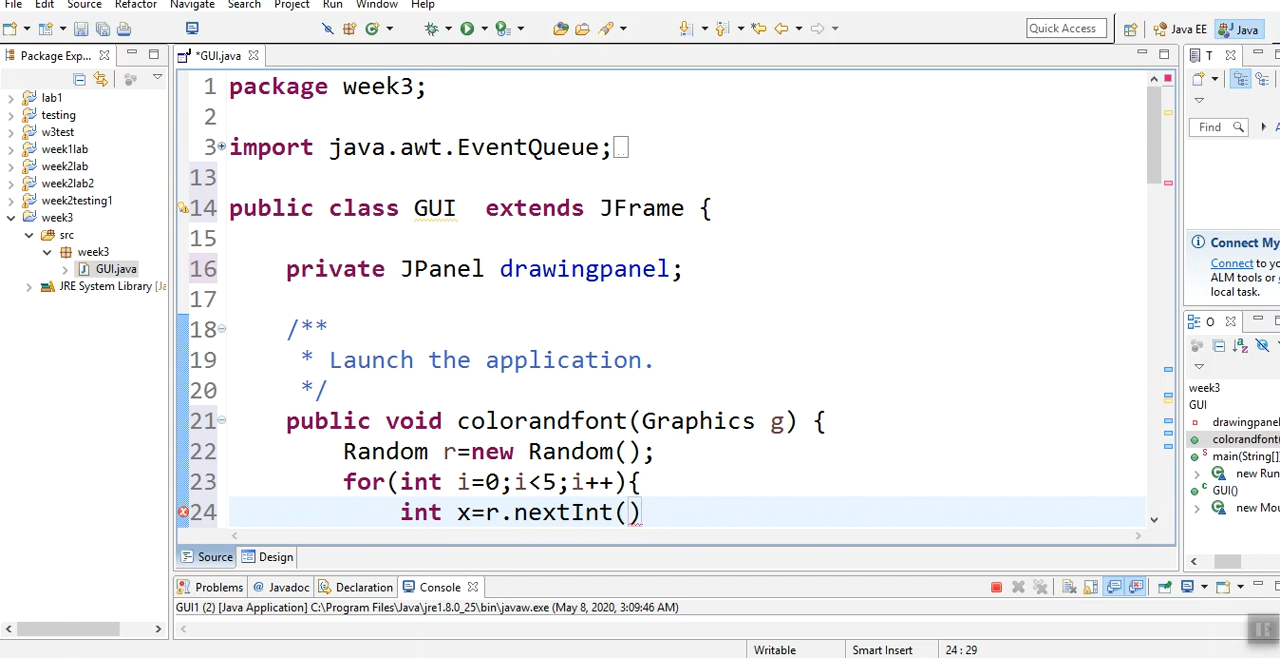 File Edit Source Refactor Navigate Search Project Run Window Help
Quick Access Java EE Java
Package Exp... *GUI.java T
lab1
testing
w3test
week1lab
week2lab
week2lab2
week2testing1
week3
src
week3
GUI.java
JRE System Library [Ja
1 package week3;
2
3 import java.awt.EventQueue;
13
14 public class GUI extends JFrame {
15
16 private JPanel drawingpanel;
17
18 /**
19 * Launch the application.
20 */
21 public void colorandfont(Graphics g) {
22 Random r=new Random();
23 for(int i=0;i<5;i++){
24 int x=r.nextInt()
Source Design
Find
Connect My
Connect to yo
ALM tools or
local task.
O
week3
GUI
drawingpanel
colorandfont(
main(String[]
new Run
GUI()
new Mou
Problems Javadoc Declaration Console
GUI1 (2) [Java Application] C:\Program Files\Java\jre1.8.0_25\bin\javaw.exe (May 8, 2020, 3:09:46 AM)
Writable Smart Insert 24 : 29